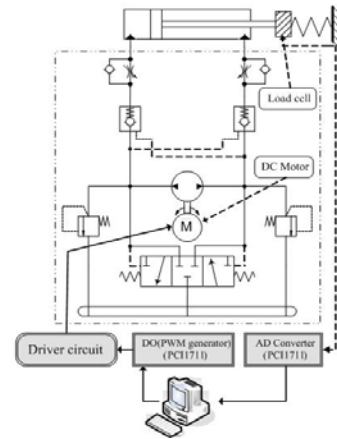 Load cell
DC Motor
M
Driver circuit
DO(PWM generator)
(PCI1711)
AD Converter
(PCI1711)